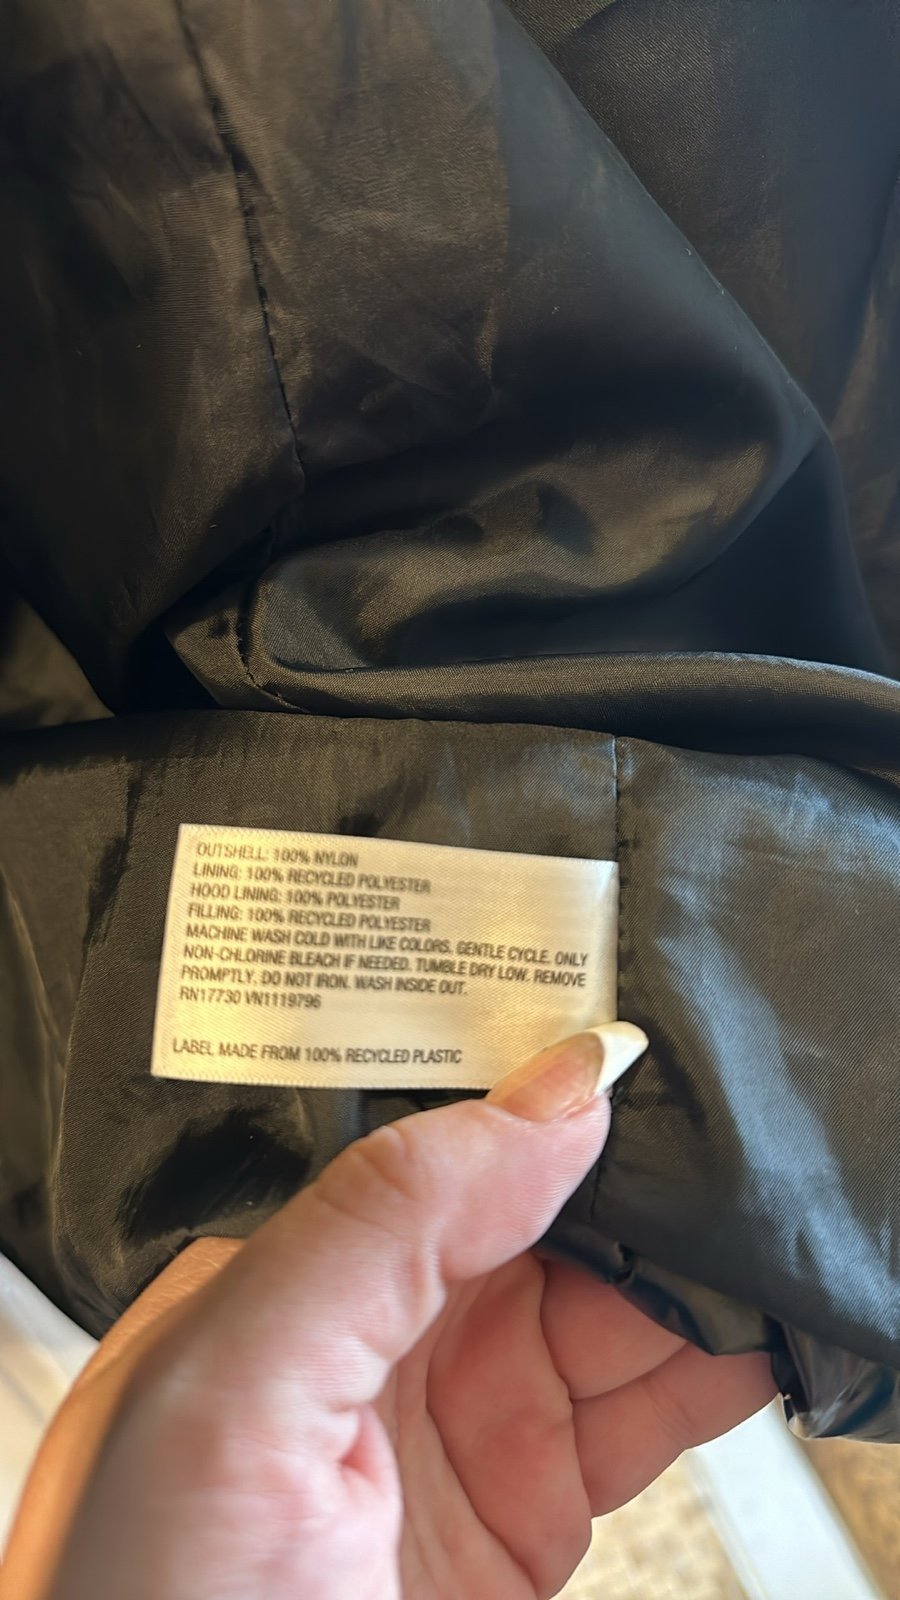 OUTSHELL: 100% NYLON
LINING: 100% RECYCLED POLYESTER
HOOD LINING: 100% POLYESTER
FILLING: 100% RECYCLED POLYESTER
MACHINE WASH COLD WITH LIKE COLORS. GENTLE CYCLE. ONLY
NON-CHLORINE BLEACH IF NEEDED. TUMBLE DRY LOW. REMOVE
PROMPTLY. DO NOT IRON. WASH INSIDE OUT.
RN17730 VN1119796
LABEL MADE FROM 100% RECYCLED PLASTIC